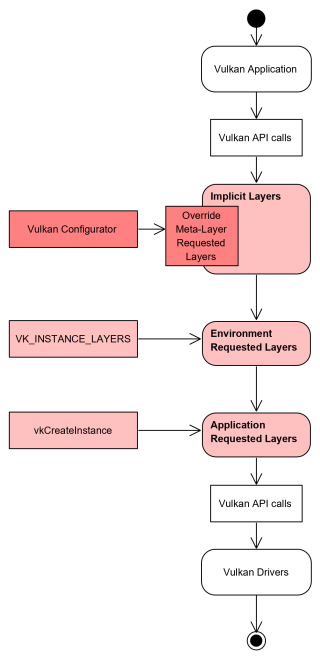 Vulkan Application
Vulkan API calls
Implicit Layers
Vulkan Configurator
Override
Meta-Layer
Requested
Layers
VK_INSTANCE_LAYERS
Environment
Requested Layers
vkCreateInstance
Application
Requested Layers
Vulkan API calls
Vulkan Drivers